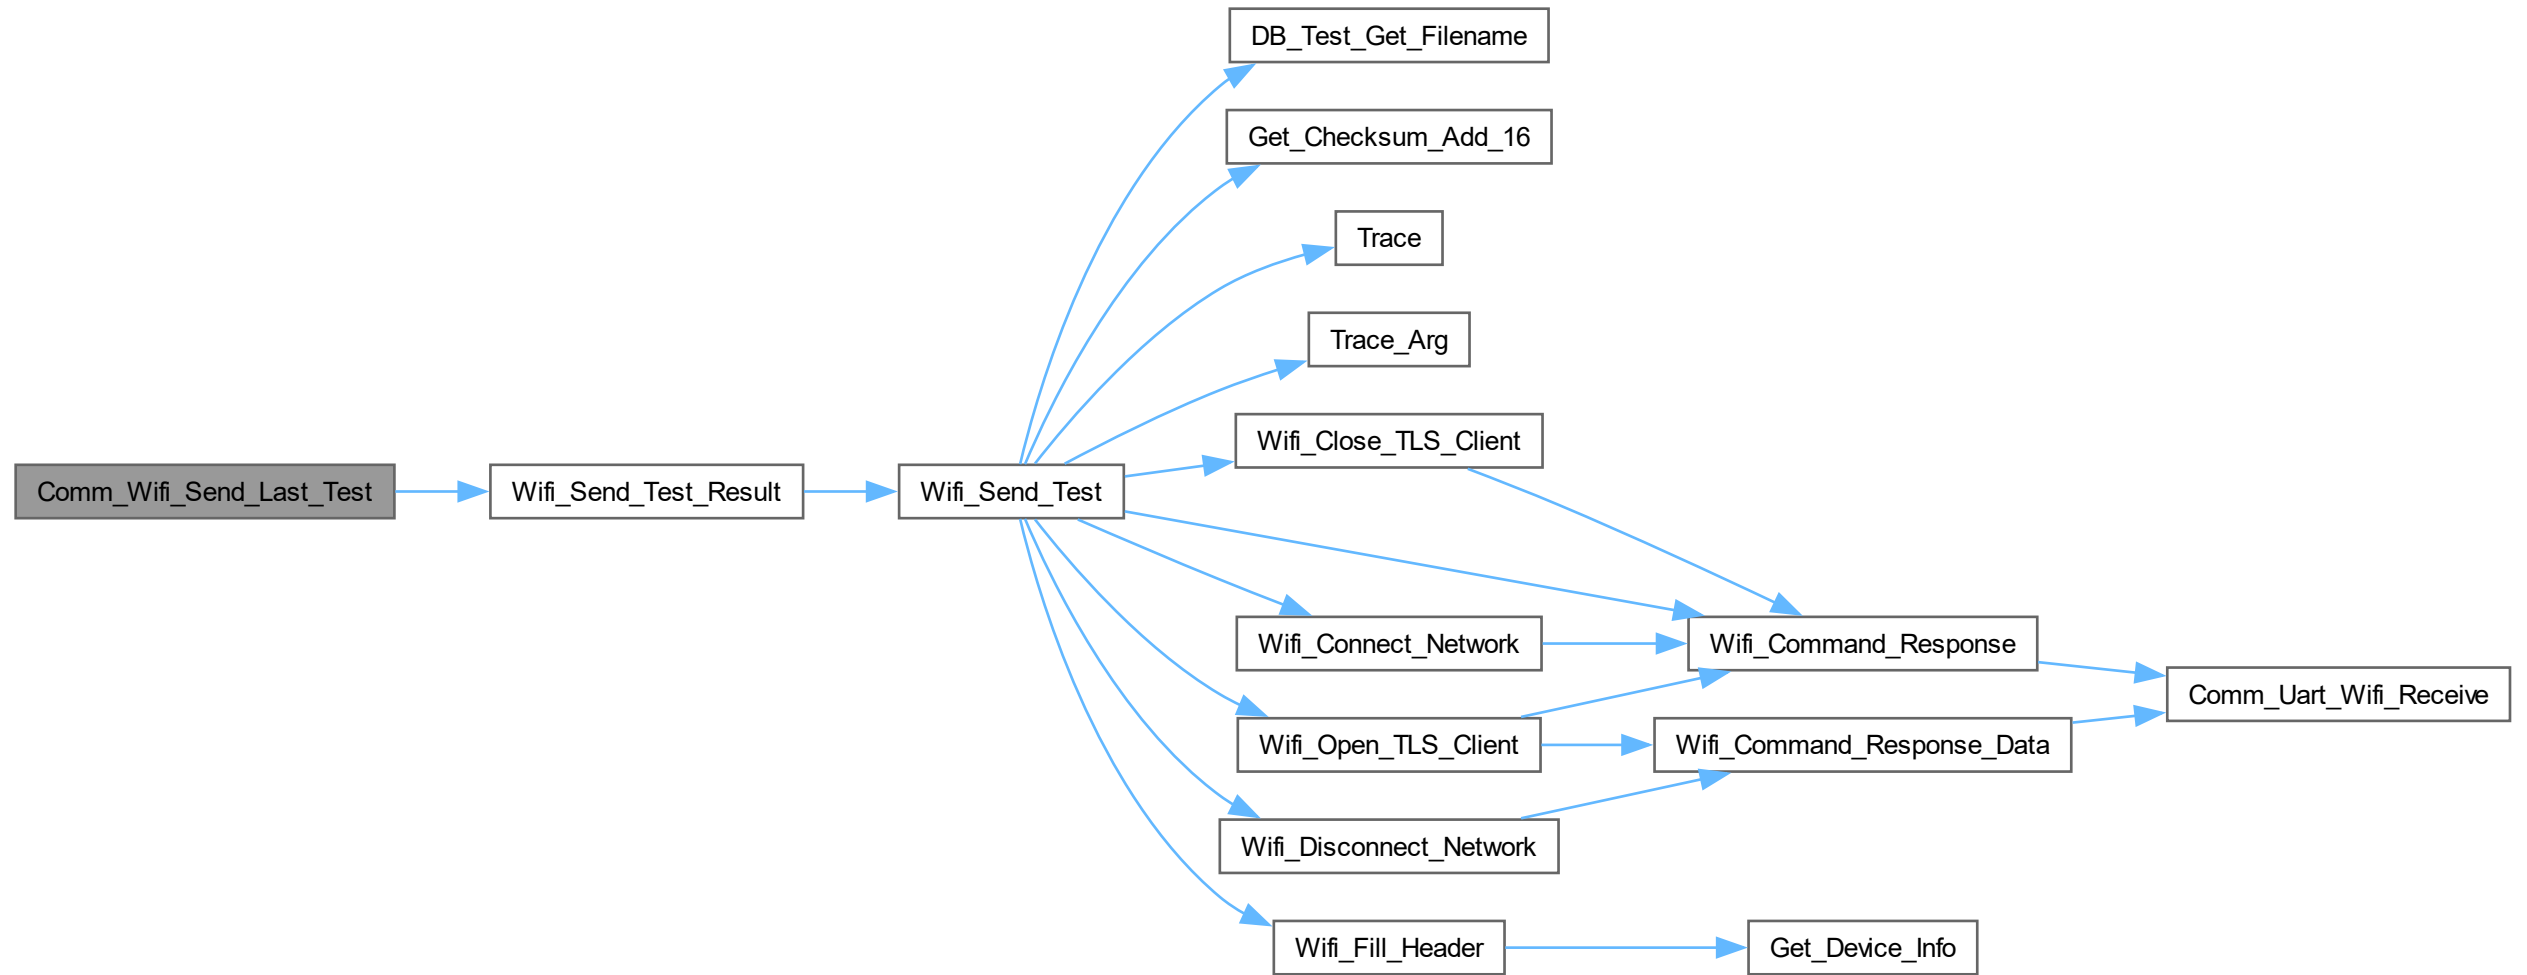 DB_Test_Get_Filename
Get_Checksum_Add_16
Trace
Trace_Arg
Wifi_Close_TLS_Client
Comm_Wifi_Send_Last_Test
Wifi_Send_Test_Result
Wifi_Send_Test
Wifi_Connect_Network
Wifi_Command_Response
Comm_Uart_Wifi_Receive
Wifi_Open_TLS_Client
Wifi_Command_Response_Data
Wifi_Disconnect_Network
Wifi_Fill_Header
Get_Device_Info